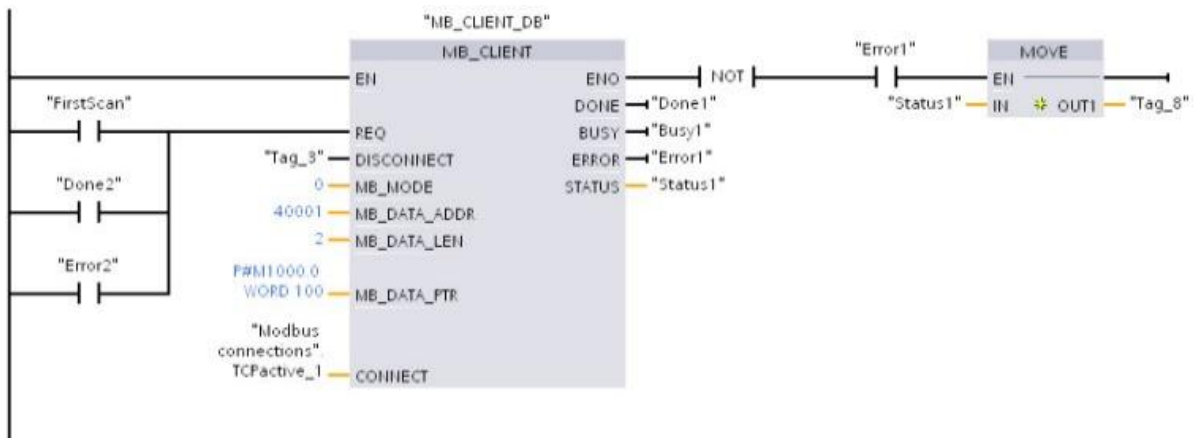 "MB_CLIENT_DB"
MB_CLIENT
EN
ENO
NOT
"Error1"
MOVE
EN
"Status1"
IN
OUT1
"Tag_8"
"FirstScan"
REQ
DONE
"Done1"
BUSY
"Busy1"
"Tag_3"
DISCONNECT
ERROR
"Error1"
"Done2"
0
MB_MODE
STATUS
"Status1"
40001
MB_DATA_ADDR
2
MB_DATA_LEN
"Error2"
P#M1000.0
WORD 100
MB_DATA_PTR
"Modbus
connections".
TCPactive_1
CONNECT